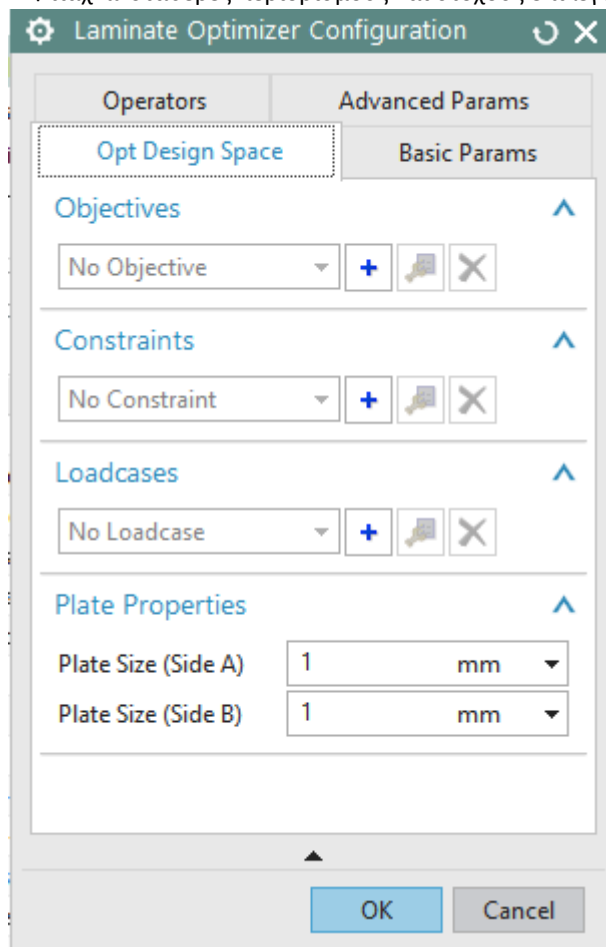 Laminate Optimizer Configuration
Operators
Advanced Params
Opt Design Space
Basic Params
Objectives
No Objective
Constraints
No Constraint
Loadcases
No Loadcase
Plate Properties
Plate Size (Side A) 1 mm
Plate Size (Side B) 1 mm
OK Cancel